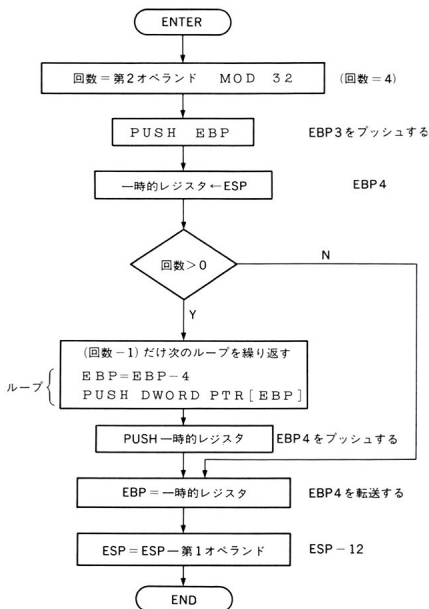 ENTER
回数=第2オペランド MOD 32
(回数=4)
PUSH EBP
EBP3をプッシュする
一時的レジスタ←ESP
EBP4
回数>0
N
Y
(回数-1)だけ次のループを繰り返す
ループ
EBP=EBP-4
PUSH DWORD PTR[EBP]
PUSH一時的レジスタ
EBP4をプッシュする
EBP=一時的レジスタ
EBP4を転送する
ESP=ESP-第1オペランド
ESP-12
END